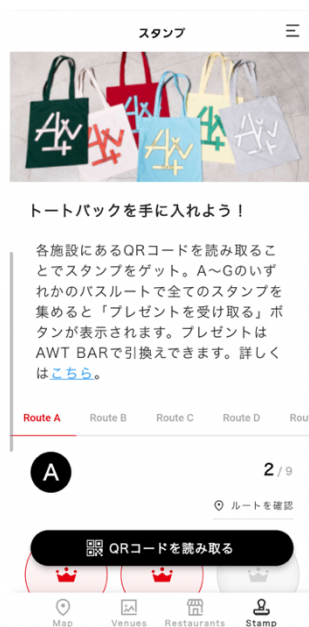 スタンプ
トートバックを手に入れよう！
各施設にあるQRコードを読み取るこ
とでスタンプをゲット。A〜Gのいず
れかのバスルートで全てのスタンプを
集めると「プレゼントを受け取る」ボ
タンが表示されます。プレゼントは
AWT BARで引換えできます。詳しく
はこちら。
Route A Route B Route C Route D Rou
A 2 / 9
ルートを確認
QRコードを読み取る
Map Venues Restaurants Stamp